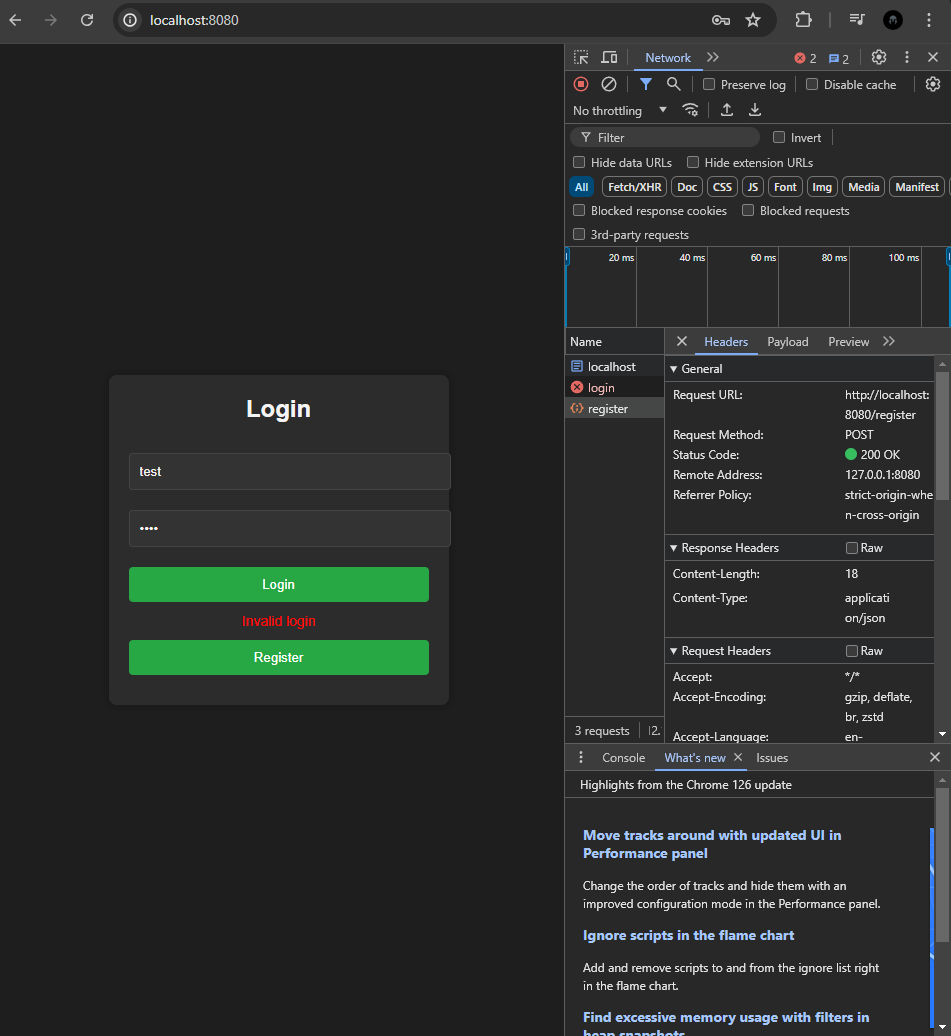 localhost:8080
Network
2
2
Preserve log
Disable cache
No throttling
Filter
Invert
Hide data URLs
Hide extension URLs
All
Fetch/XHR
Doc
CSS
JS
Font
Img
Media
Manifest
Blocked response cookies
Blocked requests
3rd-party requests
20 ms
40 ms
60 ms
80 ms
100 ms
Name
Headers
Payload
Preview
localhost
login
register
General
Request URL: http://localhost:
8080/register
Request Method: POST
Status Code: 200 OK
Remote Address: 127.0.0.1:8080
Referrer Policy: strict-origin-whe
n-cross-origin
Response Headers
Raw
Content-Length: 18
Content-Type: applicati
on/json
Request Headers
Raw
Accept: */*
Accept-Encoding: gzip, deflate,
br, zstd
Accept-Language: en-
3 requests
2.
Login
test
••••
Login
Invalid login
Register
Console
What's new
Issues
Highlights from the Chrome 126 update
Move tracks around with updated UI in
Performance panel
Change the order of tracks and hide them with an
improved configuration mode in the Performance panel.
Ignore scripts in the flame chart
Add and remove scripts to and from the ignore list right
in the flame chart.
Find excessive memory usage with filters in
heap snapshots